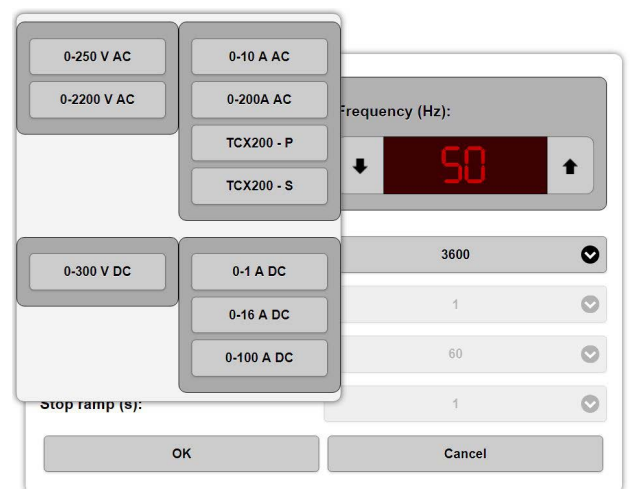 0-250 V AC
0-2200 V AC
0-10 A AC
0-200A AC
TCX200 - P
TCX200 - S
0-300 V DC
0-1 A DC
0-16 A DC
0-100 A DC
Frequency (Hz):
50
3600
1
60
Stop ramp (s):
1
OK
Cancel